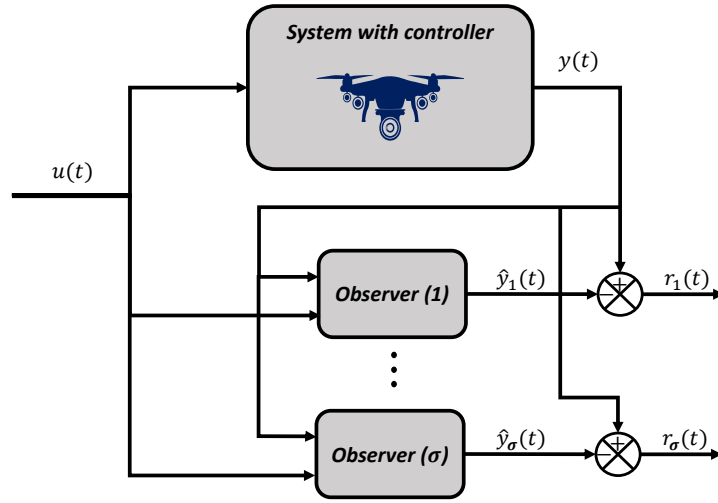 System with controller
y(t)
u(t)
Observer (1)
ŷ₁(t)
+
−
r₁(t)
Observer (σ)
ŷ_σ(t)
+
−
r_σ(t)